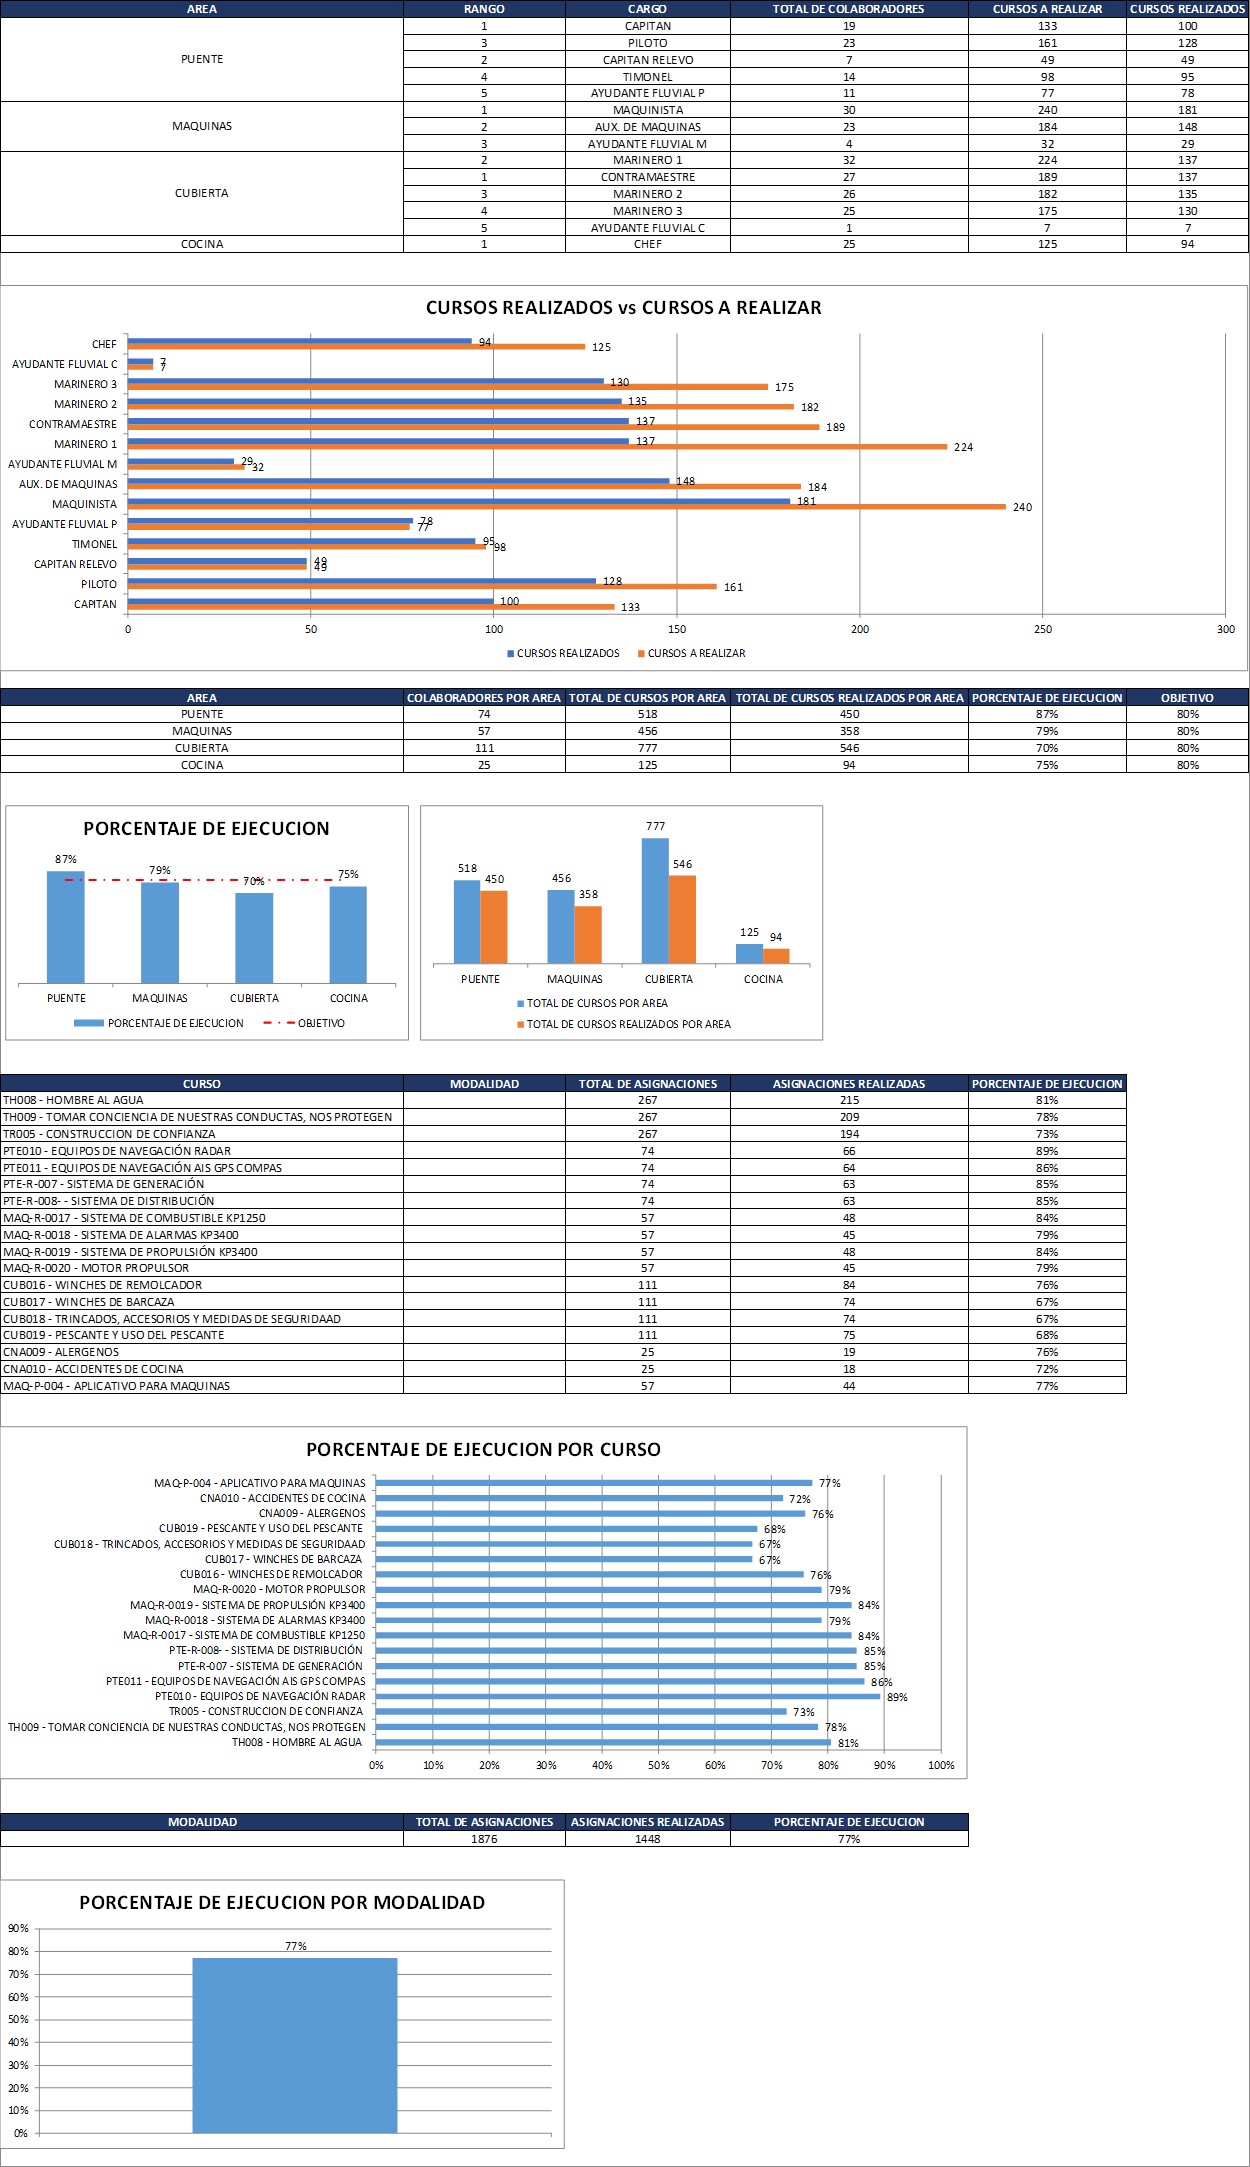 AREA RANGO CARGO TOTAL DE COLABORADORES CURSOS A REALIZAR CURSOS REALIZADOS
PUENTE 1 CAPITAN 19 133 100
3 PILOTO 23 161 128
2 CAPITAN RELEVO 7 49 49
4 TIMONEL 14 98 95
5 AYUDANTE FLUVIAL P 11 77 78
MAQUINAS 1 MAQUINISTA 30 240 181
2 AUX. DE MAQUINAS 23 184 148
3 AYUDANTE FLUVIAL M 4 32 29
CUBIERTA 2 MARINERO 1 32 224 137
1 CONTRAMAESTRE 27 189 137
3 MARINERO 2 26 182 135
4 MARINERO 3 25 175 130
5 AYUDANTE FLUVIAL C 1 7 7
COCINA 1 CHEF 25 125 94
CURSOS REALIZADOS vs CURSOS A REALIZAR
CHEF 94 125
AYUDANTE FLUVIAL C 7 7
MARINERO 3 130 175
MARINERO 2 135 182
CONTRAMAESTRE 137 189
MARINERO 1 137 224
AYUDANTE FLUVIAL M 29 32
AUX. DE MAQUINAS 148 184
MAQUINISTA 181 240
AYUDANTE FLUVIAL P 78 77
TIMONEL 95 98
CAPITAN RELEVO 49 49
PILOTO 128 161
CAPITAN 100 133
0 50 100 150 200 250 300
CURSOS REALIZADOS CURSOS A REALIZAR
AREA COLABORADORES POR AREA TOTAL DE CURSOS POR AREA TOTAL DE CURSOS REALIZADOS POR AREA PORCENTAJE DE EJECUCION OBJETIVO
PUENTE 74 518 450 87% 80%
MAQUINAS 57 456 358 79% 80%
CUBIERTA 111 777 546 70% 80%
COCINA 25 125 94 75% 80%
PORCENTAJE DE EJECUCION
87% 79% 70% 75%
PUENTE MAQUINAS CUBIERTA COCINA
PORCENTAJE DE EJECUCION OBJETIVO
518 450 456 358 777 546 125 94
PUENTE MAQUINAS CUBIERTA COCINA
TOTAL DE CURSOS POR AREA
TOTAL DE CURSOS REALIZADOS POR AREA
CURSO MODALIDAD TOTAL DE ASIGNACIONES ASIGNACIONES REALIZADAS PORCENTAJE DE EJECUCION
TH008 - HOMBRE AL AGUA 267 215 81%
TH009 - TOMAR CONCIENCIA DE NUESTRAS CONDUCTAS, NOS PROTEGEN 267 209 78%
TR005 - CONSTRUCCION DE CONFIANZA 267 194 73%
PTE010 - EQUIPOS DE NAVEGACIÓN RADAR 74 66 89%
PTE011 - EQUIPOS DE NAVEGACIÓN AIS GPS COMPAS 74 64 86%
PTE-R-007 - SISTEMA DE GENERACIÓN 74 63 85%
PTE-R-008- - SISTEMA DE DISTRIBUCIÓN 74 63 85%
MAQ-R-0017 - SISTEMA DE COMBUSTIBLE KP1250 57 48 84%
MAQ-R-0018 - SISTEMA DE ALARMAS KP3400 57 45 79%
MAQ-R-0019 - SISTEMA DE PROPULSIÓN KP3400 57 48 84%
MAQ-R-0020 - MOTOR PROPULSOR 57 45 79%
CUB016 - WINCHES DE REMOLCADOR 111 84 76%
CUB017 - WINCHES DE BARCAZA 111 74 67%
CUB018 - TRINCADOS, ACCESORIOS Y MEDIDAS DE SEGURIDAAD 111 74 67%
CUB019 - PESCANTE Y USO DEL PESCANTE 111 75 68%
CNA009 - ALERGENOS 25 19 76%
CNA010 - ACCIDENTES DE COCINA 25 18 72%
MAQ-P-004 - APLICATIVO PARA MAQUINAS 57 44 77%
PORCENTAJE DE EJECUCION POR CURSO
MAQ-P-004 - APLICATIVO PARA MAQUINAS 77%
CNA010 - ACCIDENTES DE COCINA 72%
CNA009 - ALERGENOS 76%
CUB019 - PESCANTE Y USO DEL PESCANTE 68%
CUB018 - TRINCADOS, ACCESORIOS Y MEDIDAS DE SEGURIDAAD 67%
CUB017 - WINCHES DE BARCAZA 67%
CUB016 - WINCHES DE REMOLCADOR 76%
MAQ-R-0020 - MOTOR PROPULSOR 79%
MAQ-R-0019 - SISTEMA DE PROPULSIÓN KP3400 84%
MAQ-R-0018 - SISTEMA DE ALARMAS KP3400 79%
MAQ-R-0017 - SISTEMA DE COMBUSTIBLE KP1250 84%
PTE-R-008- - SISTEMA DE DISTRIBUCIÓN 85%
PTE-R-007 - SISTEMA DE GENERACIÓN 85%
PTE011 - EQUIPOS DE NAVEGACIÓN AIS GPS COMPAS 86%
PTE010 - EQUIPOS DE NAVEGACIÓN RADAR 89%
TR005 - CONSTRUCCION DE CONFIANZA 73%
TH009 - TOMAR CONCIENCIA DE NUESTRAS CONDUCTAS, NOS PROTEGEN 78%
TH008 - HOMBRE AL AGUA 81%
0% 10% 20% 30% 40% 50% 60% 70% 80% 90% 100%
MODALIDAD TOTAL DE ASIGNACIONES ASIGNACIONES REALIZADAS PORCENTAJE DE EJECUCION
1876 1448 77%
PORCENTAJE DE EJECUCION POR MODALIDAD
90%
77%
80%
70%
60%
50%
40%
30%
20%
10%
0%